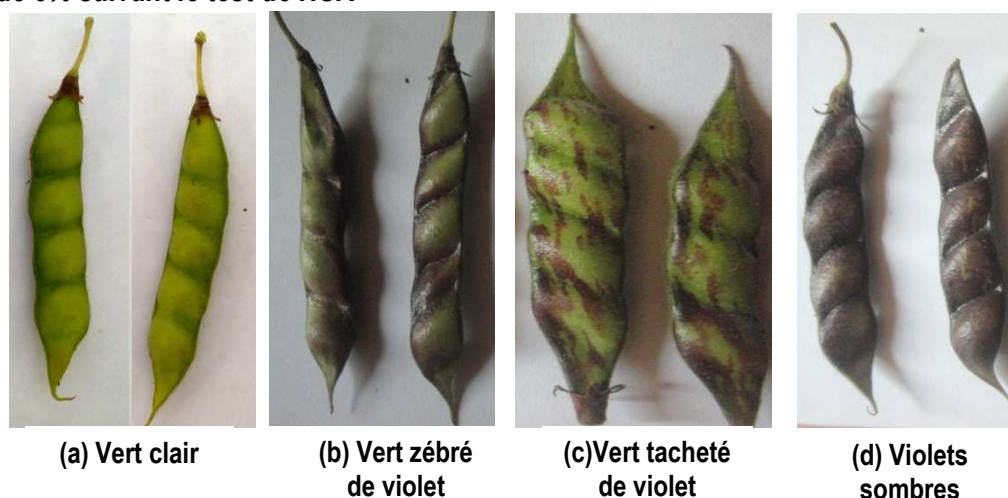 (a) Vert clair
(b) Vert zébré
de violet
(c)Vert tacheté
de violet
(d) Violets
sombres